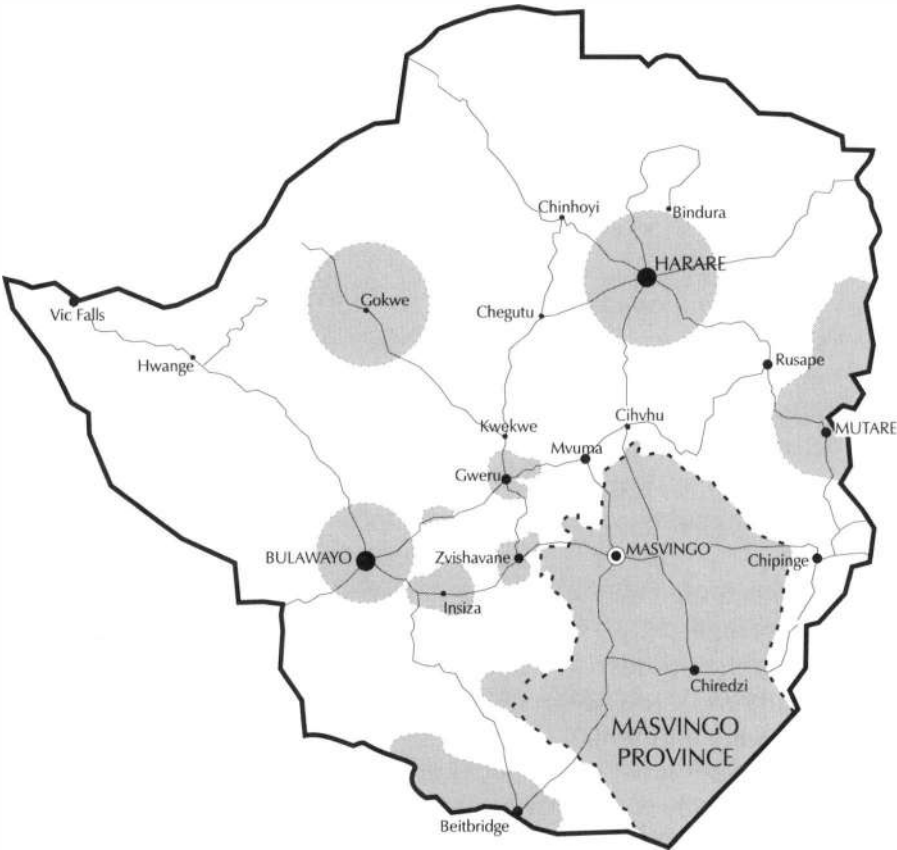 Chinhoyi
Bindura
HARARE
Gokwe
Vic Falls
Chegutu
Hwange
Rusape
Kwekwe
Cihvhu
MUTARE
Mvuma
Gweru
BULAWAYO
Zvishavane
MASVINGO
Chipinge
Insiza
Chiredzi
MASVINGO
PROVINCE
Beitbridge